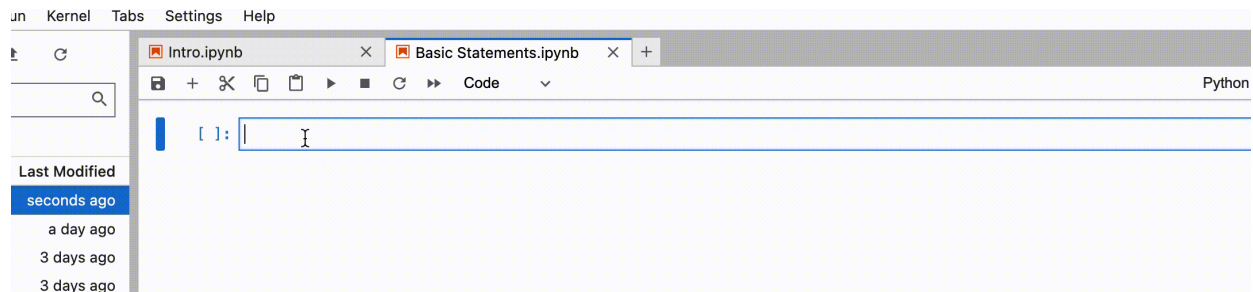 un Kernel Tabs Settings Help
Intro.ipynb Basic Statements.ipynb
Code Python
[ ]:
Last Modified
seconds ago
a day ago
3 days ago
3 days ago